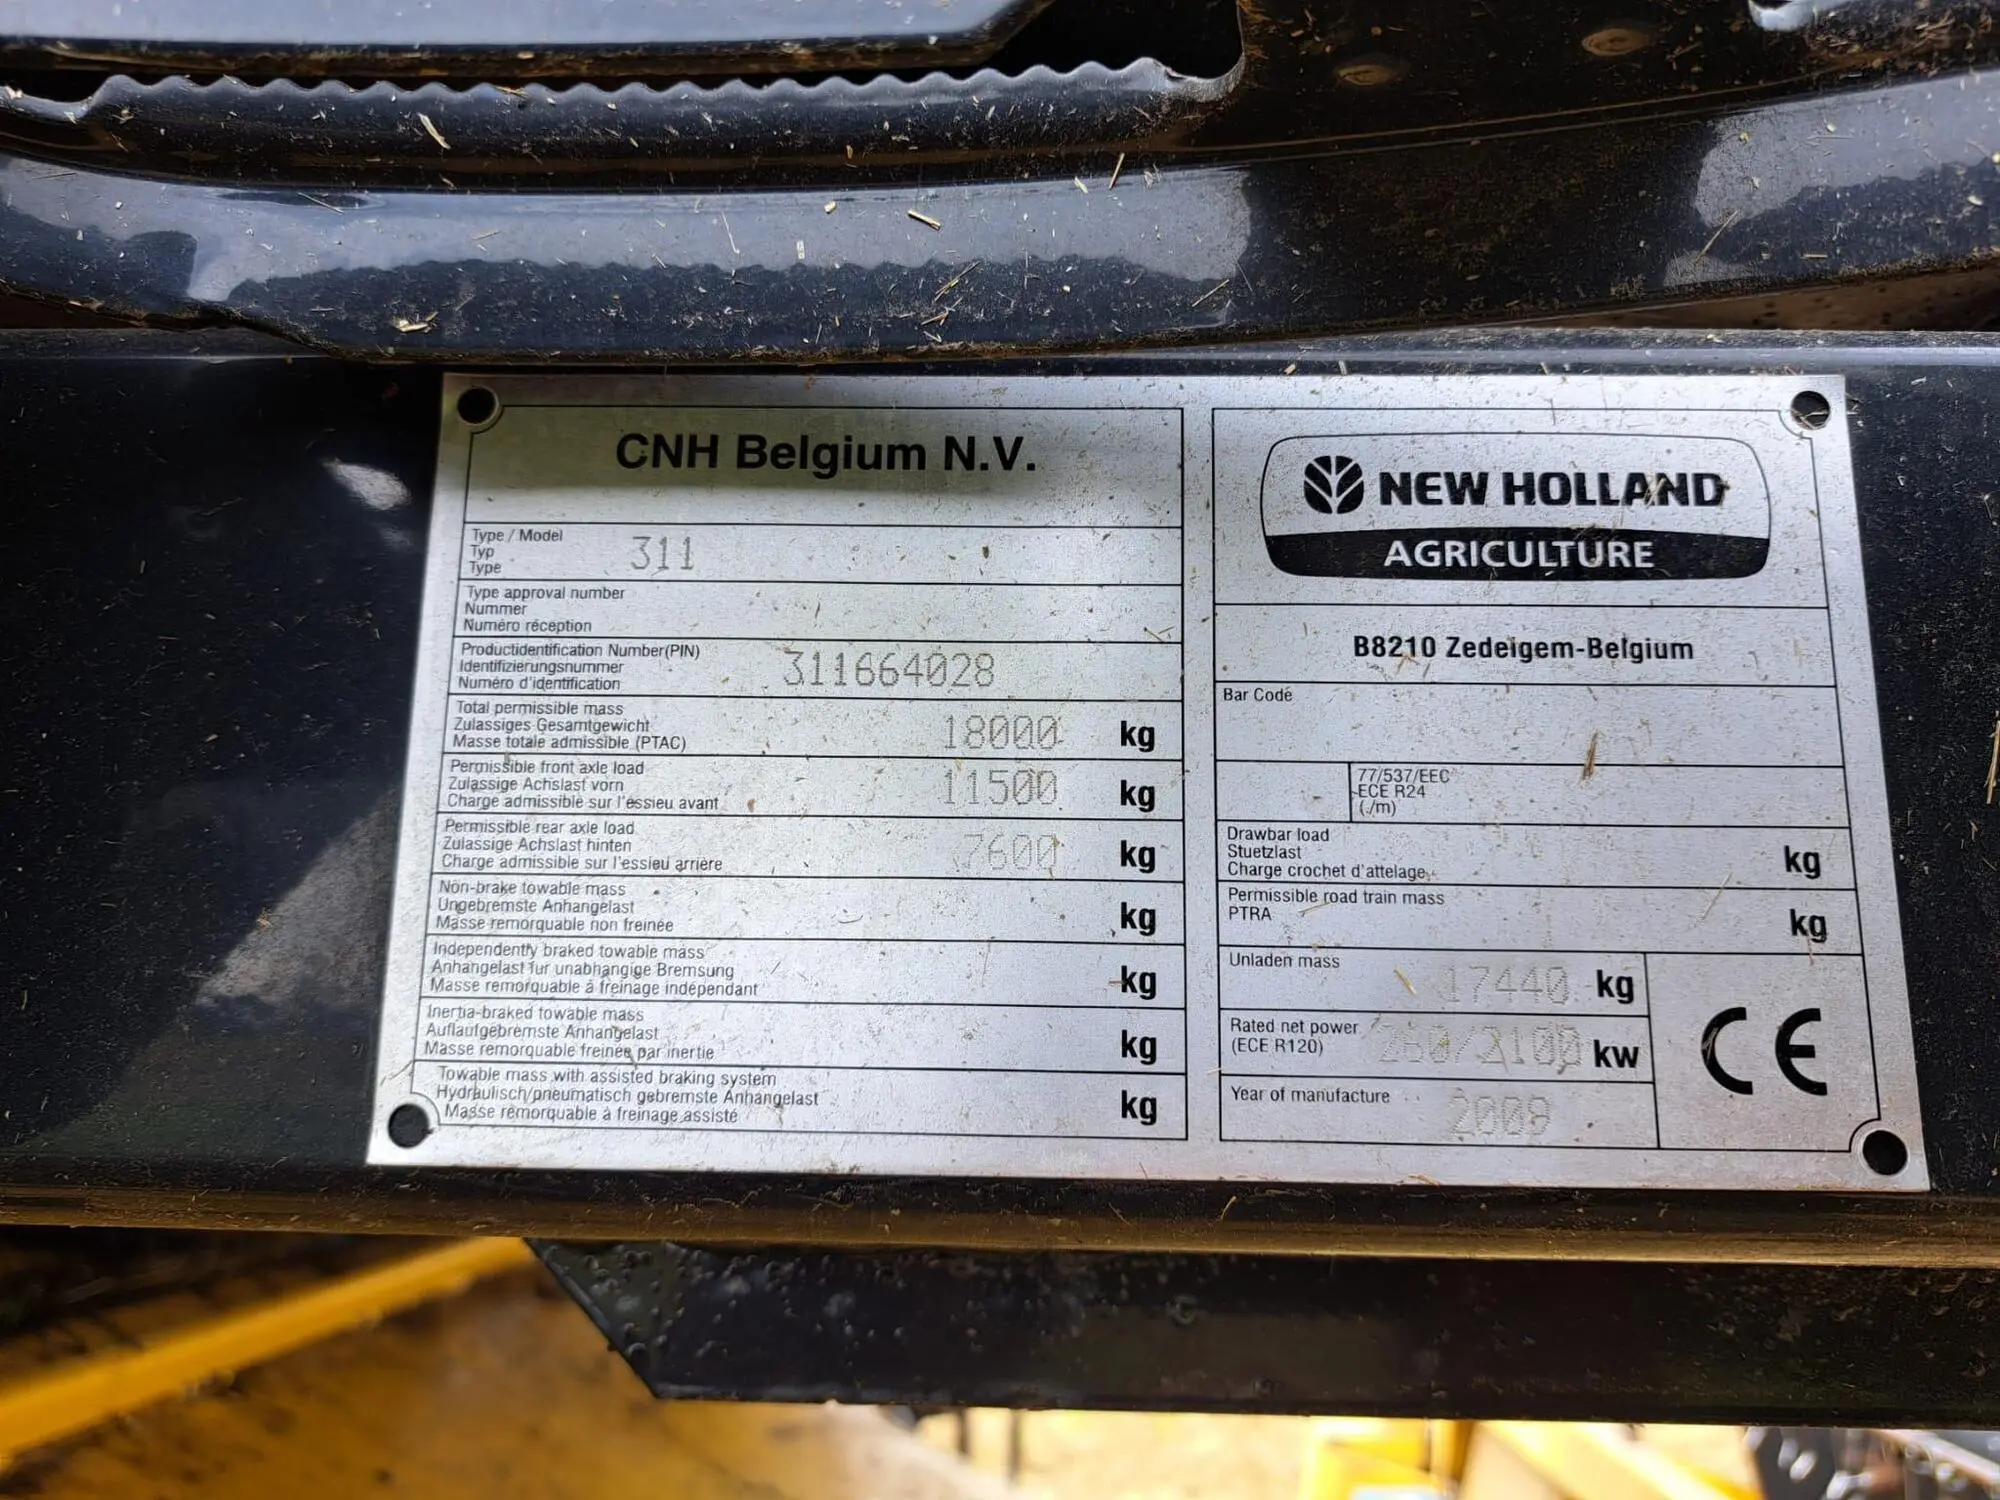 CNH Belgium N.V.
Type / Model
Typ
Type
311
Type approval number
Nummer
Numéro réception
Productidentification Number(PIN)
Identifizierungsnummer
Numéro d'identification
311664028
Total permissible mass
Zulassiges Gesamtgewicht
Masse totale admissible (PTAC)
18000 kg
Permissible front axle load
Zulassige Achslast vorn
Charge admissible sur l'essieu avant
11500 kg
Permissible rear axle load
Zulassige Achslast hinten
Charge admissible sur l'essieu arrière
7600 kg
Non-brake towable mass
Ungebremste Anhangelast
Masse remorquable non freinée
kg
Independently braked towable mass
Anhangelast fur unabhangige Bremsung
Masse remorquable à freinage indépendant
kg
Inertia-braked towable mass
Auflaufgebremste Anhangelast
Masse remorquable freinée par inertie
kg
Towable mass with assisted braking system
Hydraulisch/pneumatisch gebremste Anhangelast
Masse remorquable à freinage assisté
kg
NEW HOLLAND
AGRICULTURE
B8210 Zedelgem-Belgium
Bar Code
77/537/EEC
ECE R24
(./m)
Drawbar load
Stuetzlast
Charge crochet d'attelage
kg
Permissible road train mass
PTRA
kg
Unladen mass
17440 kg
Rated net power
(ECE R120)
260/2100 kw
Year of manufacture
2009
CE